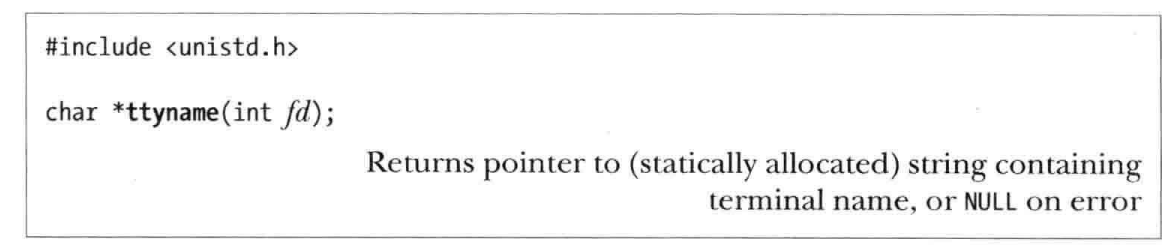 #include <unistd.h>
char *ttyname(int fd);
Returns pointer to (statically allocated) string containing
terminal name, or NULL on error